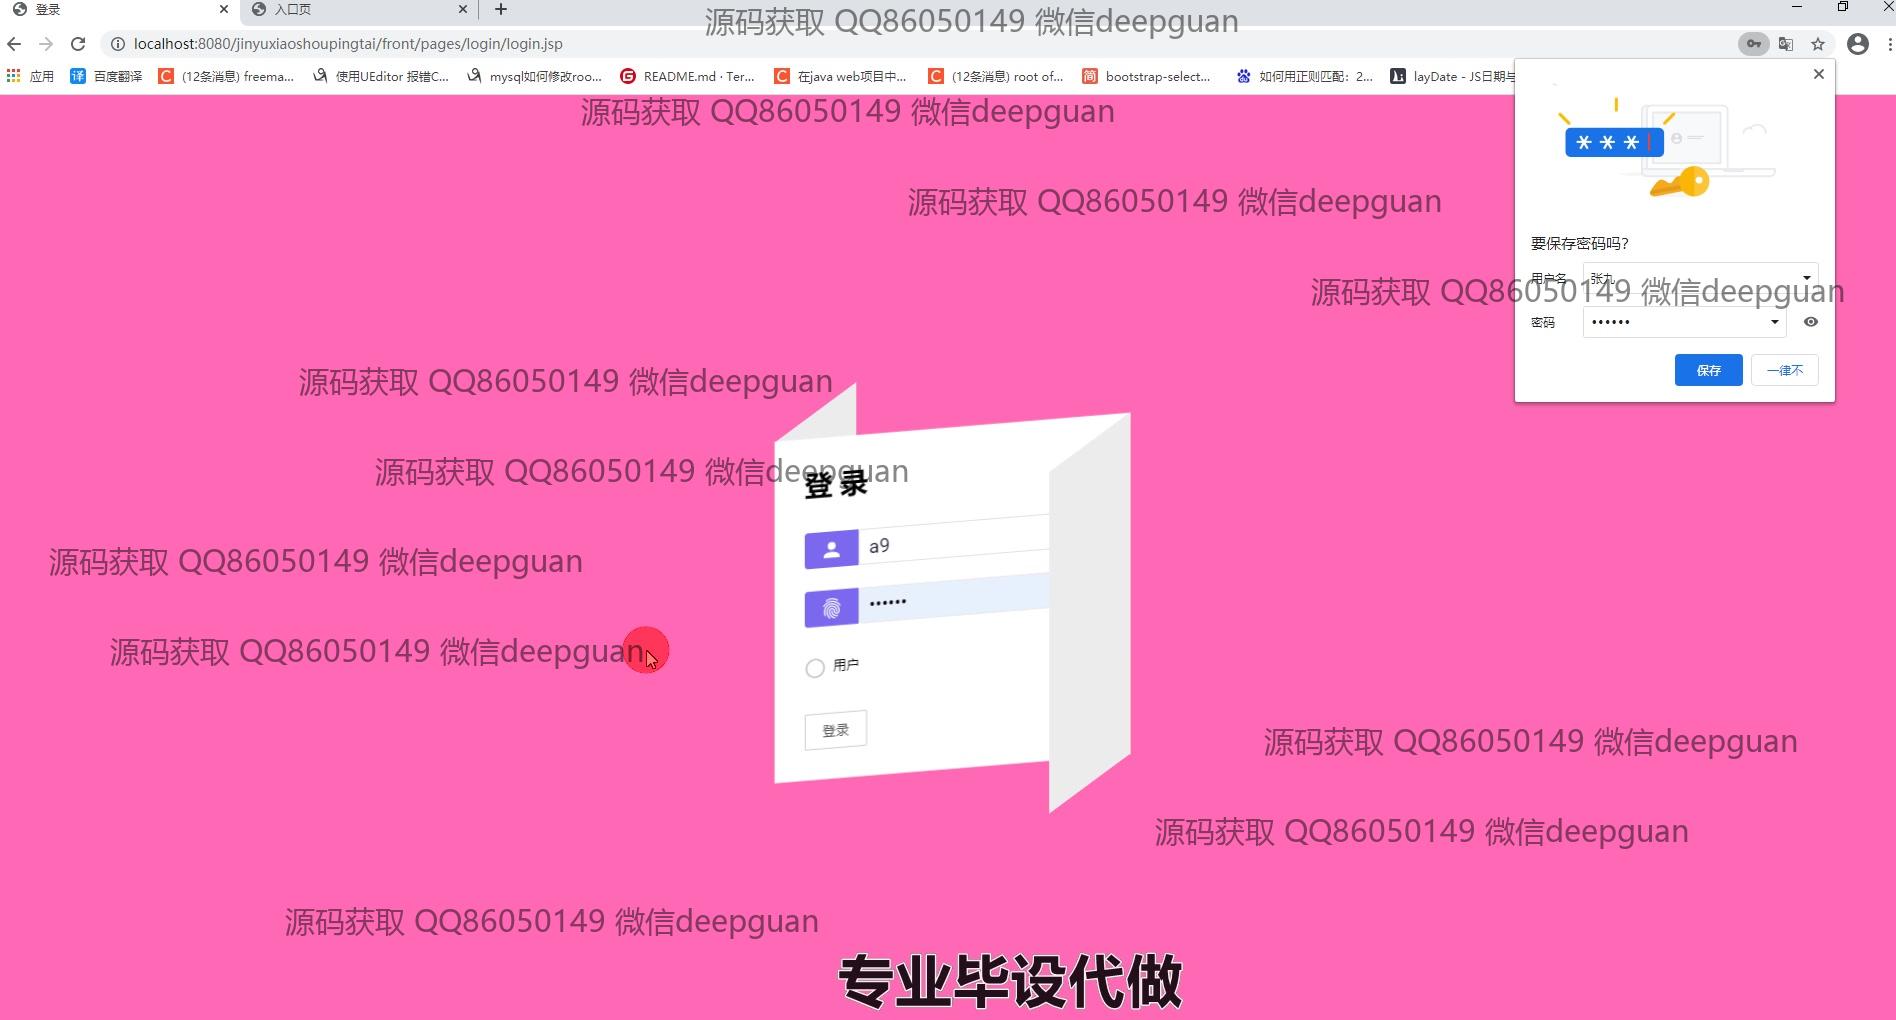 登录
入口页
源码获取 QQ86050149 微信deepguan
localhost:8080/jinyuxiaoshoupingtai/front/pages/login/login.jsp
应用
百度翻译
(12条消息) freema...
使用UEditor 报错C...
mysql如何修改roo...
README.md · Ter...
在java web项目中...
(12条消息) root of...
bootstrap-select...
如何用正则匹配：2...
layDate - JS日期与
源码获取 QQ86050149 微信deepguan
源码获取 QQ86050149 微信deepguan
要保存密码吗?
用户名
张九
源码获取 QQ86050149 微信deepguan
密码
保存
一律不
源码获取 QQ86050149 微信deepguan
源码获取 QQ86050149 微信deepguan
登 录
a9
源码获取 QQ86050149 微信deepguan
源码获取 QQ86050149 微信deepguan
用户
登录
源码获取 QQ86050149 微信deepguan
源码获取 QQ86050149 微信deepguan
源码获取 QQ86050149 微信deepguan
专业毕设代做